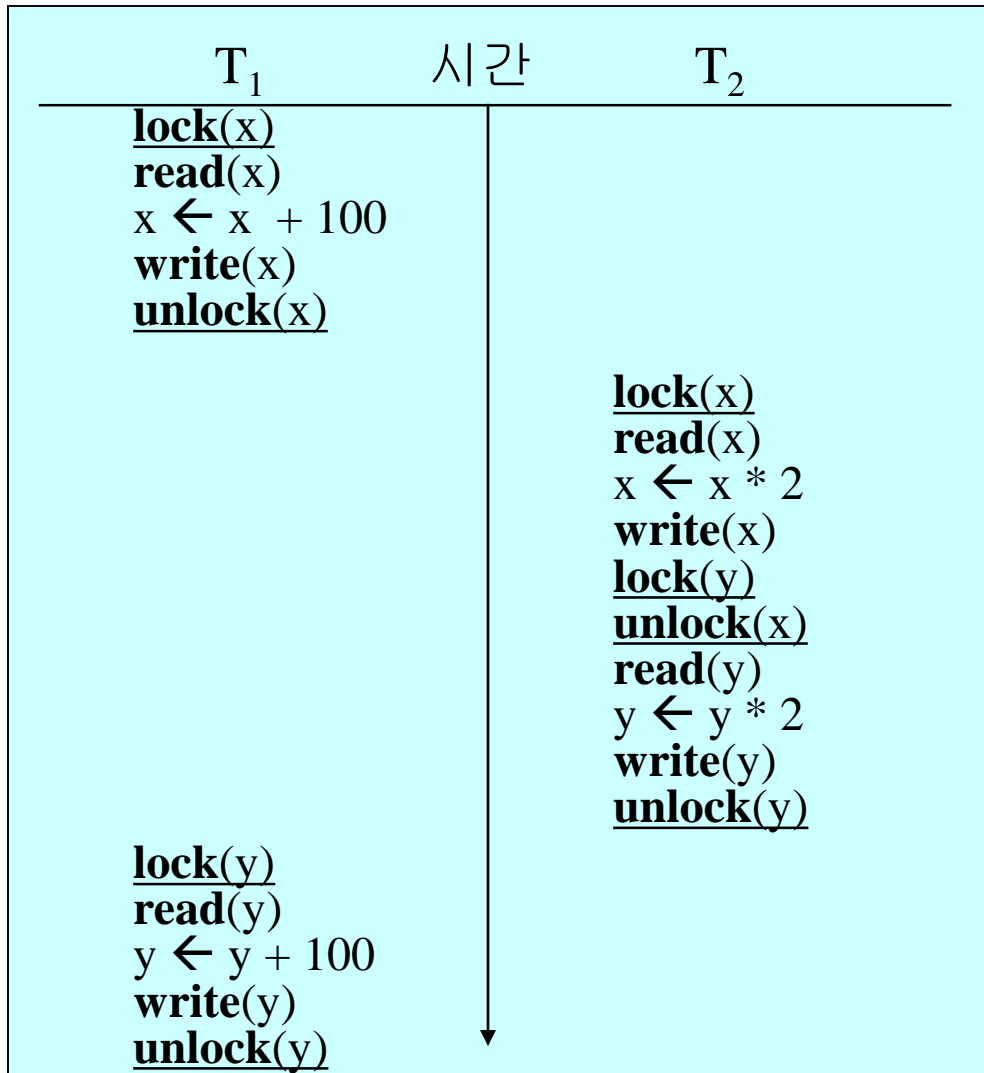 T₁ 시간 T₂
lock(x)
read(x)
x ← x + 100
write(x)
unlock(x)
lock(x)
read(x)
x ← x * 2
write(x)
lock(y)
unlock(x)
read(y)
y ← y * 2
write(y)
unlock(y)
lock(y)
read(y)
y ← y + 100
write(y)
unlock(y)